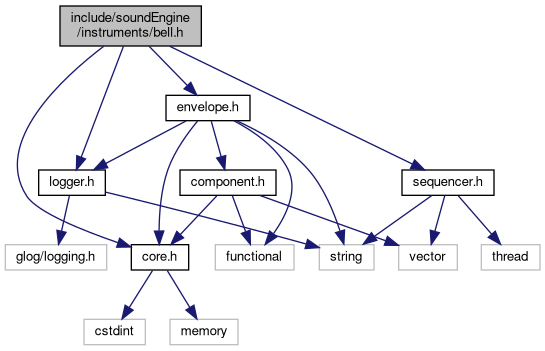 include/soundEngine
/instruments/bell.h
envelope.h
logger.h
component.h
sequencer.h
glog/logging.h
core.h
functional
string
vector
thread
cstdint
memory